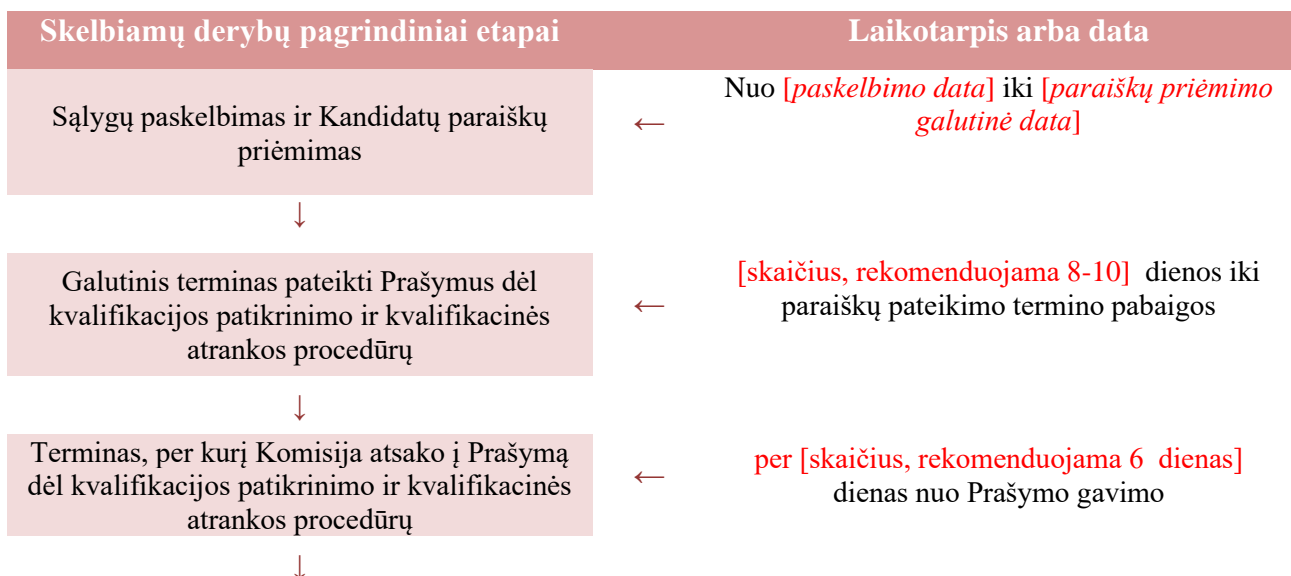 Skelbiamų derybų pagrindiniai etapai
Laikotarpis arba data
Sąlygų paskelbimas ir Kandidatų paraiškų
priėmimas
←
Nuo [paskelbimo data] iki [paraiškų priėmimo
galutinė data]
↓
Galutinis terminas pateikti Prašymus dėl
kvalifikacijos patikrinimo ir kvalifikacinės
atrankos procedūrų
←
[skaičius, rekomenduojama 8-10] dienos iki
paraiškų pateikimo termino pabaigos
↓
Terminas, per kurį Komisija atsako į Prašymą
dėl kvalifikacijos patikrinimo ir kvalifikacinės
atrankos procedūrų
←
per [skaičius, rekomenduojama 6 dienas]
dienas nuo Prašymo gavimo
↓